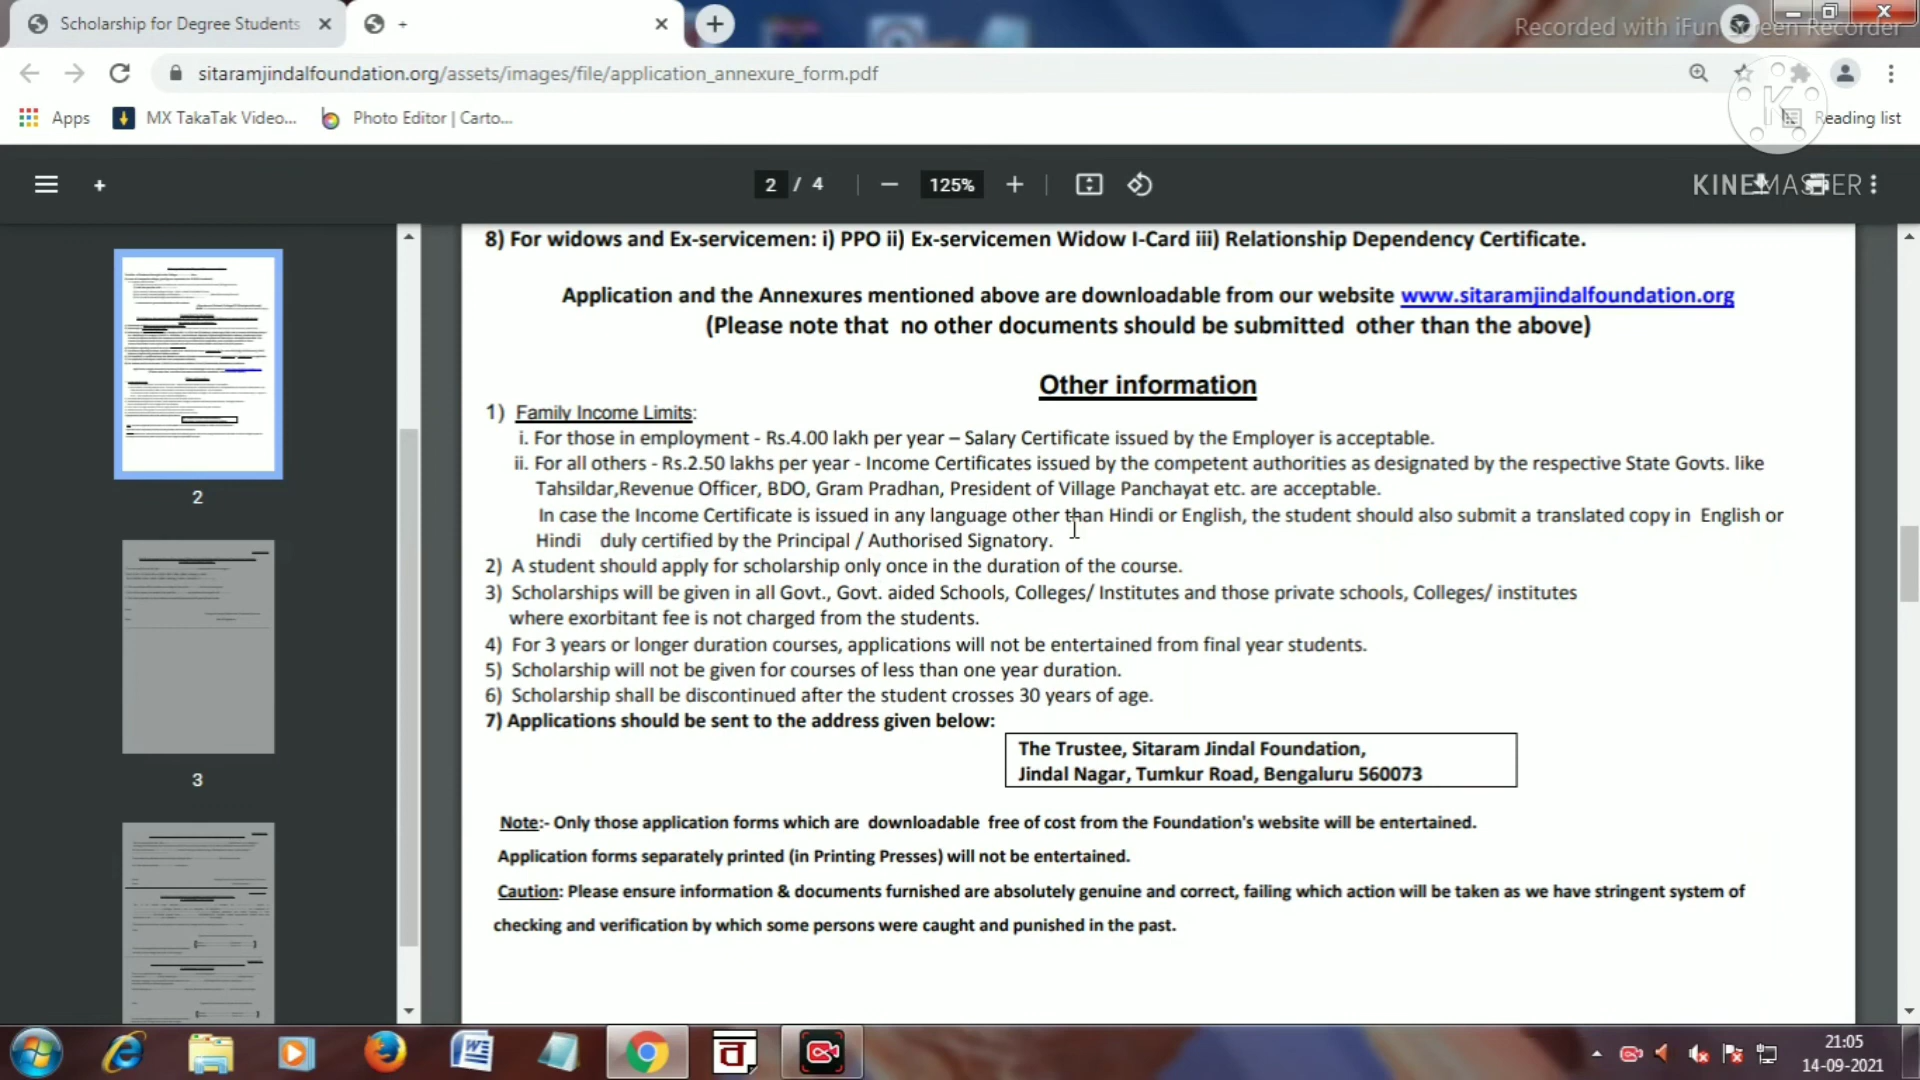 Scholarship for Degree Students
+
Recorded with iFun Screen Recorder
sitaramjindalfoundation.org/assets/images/file/application_annexure_form.pdf
K
Apps
MX TakaTak Video...
Photo Editor | Carto...
Reading list
+
2 / 4
125%
KINEMASTER
8) For widows and Ex-servicemen: i) PPO ii) Ex-servicemen Widow I-Card iii) Relationship Dependency Certificate.
Application and the Annexures mentioned above are downloadable from our website www.sitaramjindalfoundation.org
(Please note that no other documents should be submitted other than the above)
Other information
1) Family Income Limits:
i. For those in employment - Rs.4.00 lakh per year – Salary Certificate issued by the Employer is acceptable.
ii. For all others - Rs.2.50 lakhs per year - Income Certificates issued by the competent authorities as designated by the respective State Govts. like
Tahsildar,Revenue Officer, BDO, Gram Pradhan, President of Village Panchayat etc. are acceptable.
In case the Income Certificate is issued in any language other than Hindi or English, the student should also submit a translated copy in English or
Hindi duly certified by the Principal / Authorised Signatory.
2) A student should apply for scholarship only once in the duration of the course.
3) Scholarships will be given in all Govt., Govt. aided Schools, Colleges/ Institutes and those private schools, Colleges/ institutes
where exorbitant fee is not charged from the students.
4) For 3 years or longer duration courses, applications will not be entertained from final year students.
5) Scholarship will not be given for courses of less than one year duration.
6) Scholarship shall be discontinued after the student crosses 30 years of age.
7) Applications should be sent to the address given below:
The Trustee, Sitaram Jindal Foundation,
Jindal Nagar, Tumkur Road, Bengaluru 560073
Note:- Only those application forms which are downloadable free of cost from the Foundation's website will be entertained.
Application forms separately printed (in Printing Presses) will not be entertained.
Caution: Please ensure information & documents furnished are absolutely genuine and correct, failing which action will be taken as we have stringent system of
checking and verification by which some persons were caught and punished in the past.
2
3
21:05
14-09-2021